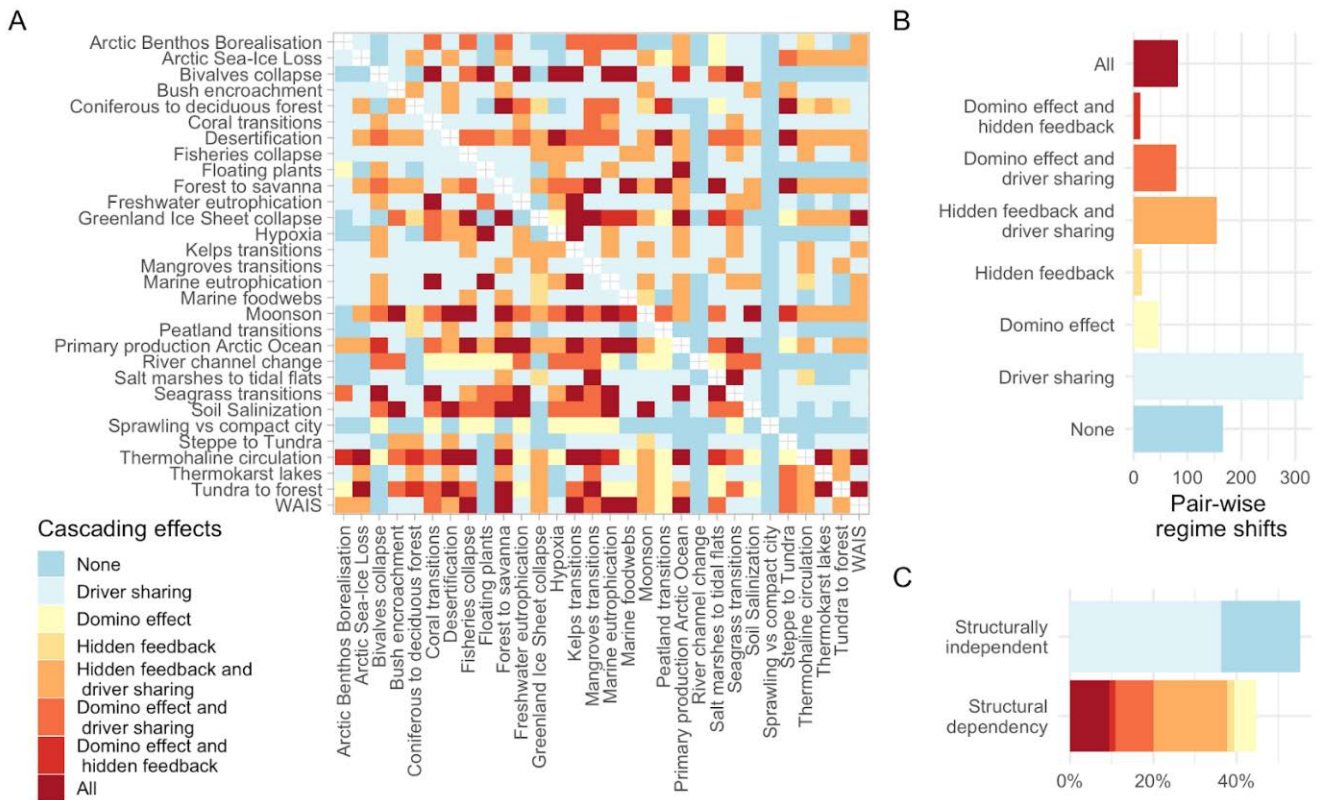 A
Arctic Benthos Borealisation
Arctic Sea-Ice Loss
Bivalves collapse
Bush encroachment
Coniferous to deciduous forest
Coral transitions
Desertification
Fisheries collapse
Floating plants
Forest to savanna
Freshwater eutrophication
Greenland Ice Sheet collapse
Hypoxia
Kelps transitions
Mangroves transitions
Marine eutrophication
Marine foodwebs
Moonson
Peatland transitions
Primary production Arctic Ocean
River channel change
Salt marshes to tidal flats
Seagrass transitions
Soil Salinization
Sprawling vs compact city
Steppe to Tundra
Thermohaline circulation
Thermokarst lakes
Tundra to forest
WAIS
Arctic Benthos Borealisation
Arctic Sea-Ice Loss
Bivalves collapse
Bush encroachment
Coniferous to deciduous forest
Coral transitions
Desertification
Fisheries collapse
Floating plants
Forest to savanna
Freshwater eutrophication
Greenland Ice Sheet collapse
Hypoxia
Kelps transitions
Mangroves transitions
Marine eutrophication
Marine foodwebs
Moonson
Peatland transitions
Primary production Arctic Ocean
River channel change
Salt marshes to tidal flats
Seagrass transitions
Soil Salinization
Sprawling vs compact city
Steppe to Tundra
Thermohaline circulation
Thermokarst lakes
Tundra to forest
WAIS
Cascading effects
None
Driver sharing
Domino effect
Hidden feedback
Hidden feedback and
driver sharing
Domino effect and
driver sharing
Domino effect and
hidden feedback
All
B
All
Domino effect and
hidden feedback
Domino effect and
driver sharing
Hidden feedback and
driver sharing
Hidden feedback
Domino effect
Driver sharing
None
0 100 200 300
Pair-wise
regime shifts
C
Structurally
independent
Structural
dependency
0% 20% 40%